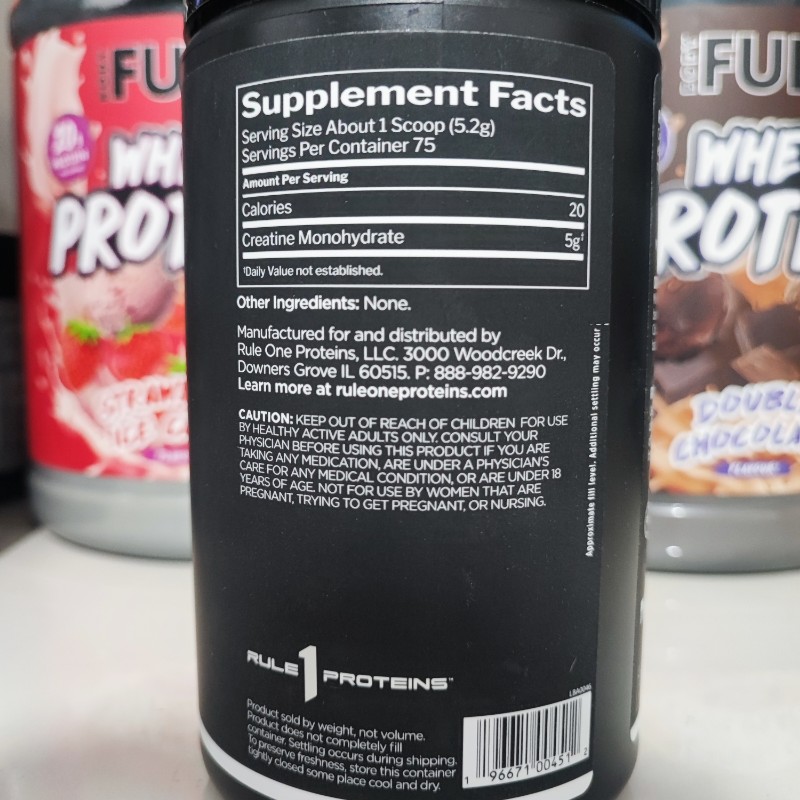 Supplement Facts
Serving Size About 1 Scoop (5.2g)
Servings Per Container 75
Amount Per Serving
Calories 20
Creatine Monohydrate 5g†
†Daily Value not established.
Other Ingredients: None.
Manufactured for and distributed by
Rule One Proteins, LLC. 3000 Woodcreek Dr.,
Downers Grove IL 60515. P: 888-982-9290
Learn more at ruleoneproteins.com
CAUTION: KEEP OUT OF REACH OF CHILDREN FOR USE
BY HEALTHY ACTIVE ADULTS ONLY. CONSULT YOUR
PHYSICIAN BEFORE USING THIS PRODUCT IF YOU ARE
TAKING ANY MEDICATION, ARE UNDER A PHYSICIAN'S
CARE FOR ANY MEDICAL CONDITION, OR ARE UNDER 18
YEARS OF AGE. NOT FOR USE BY WOMEN THAT ARE
PREGNANT, TRYING TO GET PREGNANT, OR NURSING.
Approximate fill level. Additional settling may occur
RULE 1 PROTEINS™
Product sold by weight, not volume.
Product does not completely fill
container. Settling occurs during shipping.
To preserve freshness, store this container
tightly closed some place cool and dry.
LBA0046
1 96671 00451 2
FU
WH
PROT
FU
WHE
ROT
DOUBL
CHOCOLA